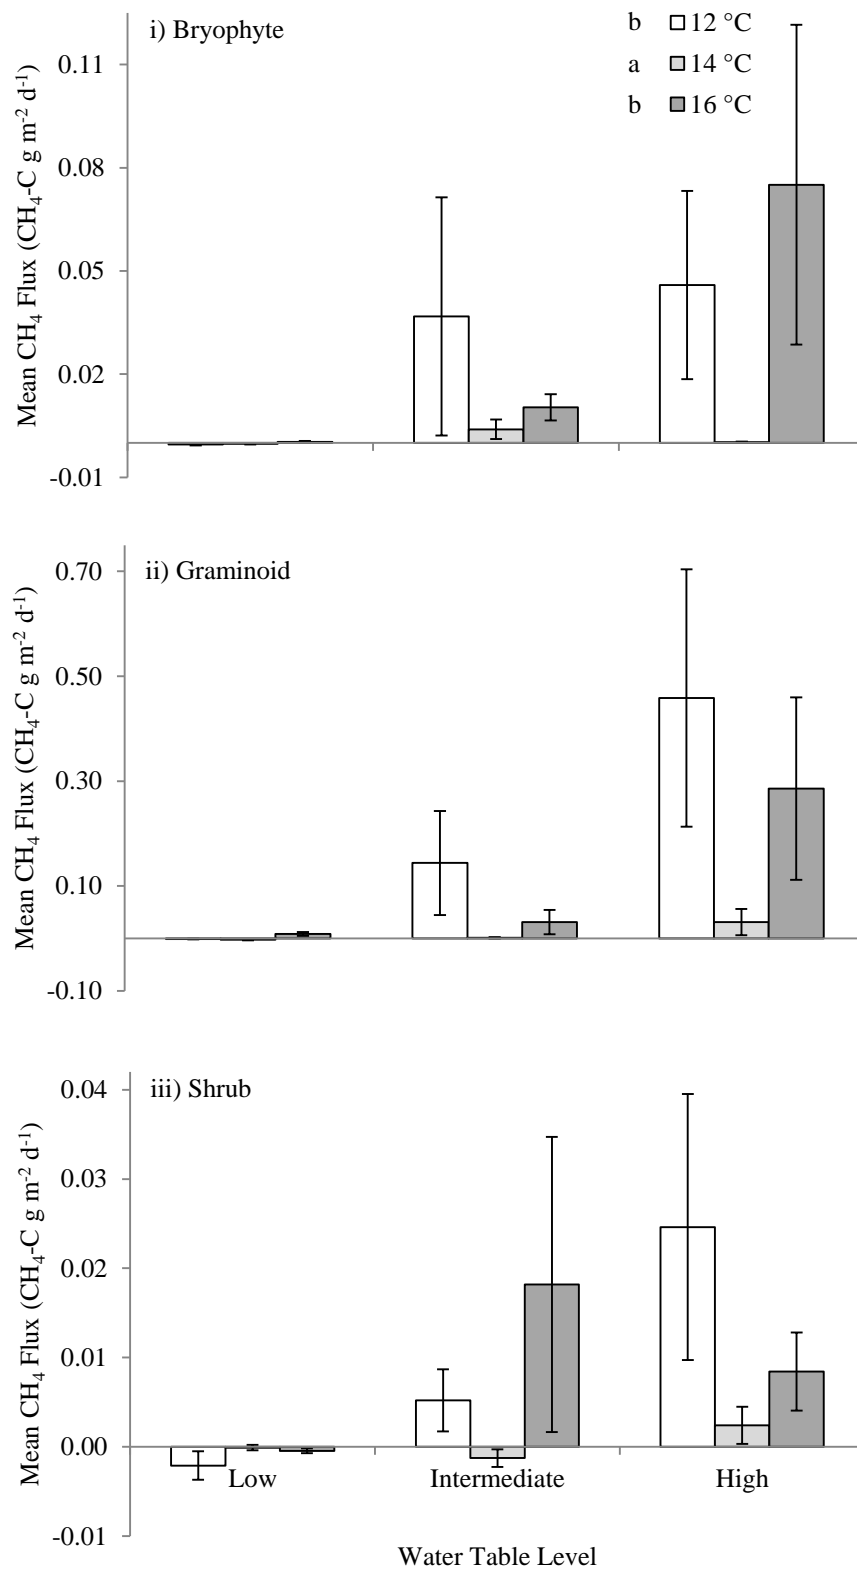 i) Bryophyte
b 12 °C
a 14 °C
b 16 °C
Mean CH4 Flux (CH4-C g m-2 d-1)
0.11
0.08
0.05
0.02
-0.01
ii) Graminoid
Mean CH4 Flux (CH4-C g m-2 d-1)
0.70
0.50
0.30
0.10
-0.10
iii) Shrub
Mean CH4 Flux (CH4-C g m-2 d-1)
0.04
0.03
0.02
0.01
0.00
-0.01
Low Intermediate High
Water Table Level